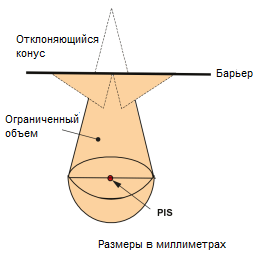 Отклоняющийся
конус
Барьер
Ограниченный
объем
PIS
Размеры в миллиметрах